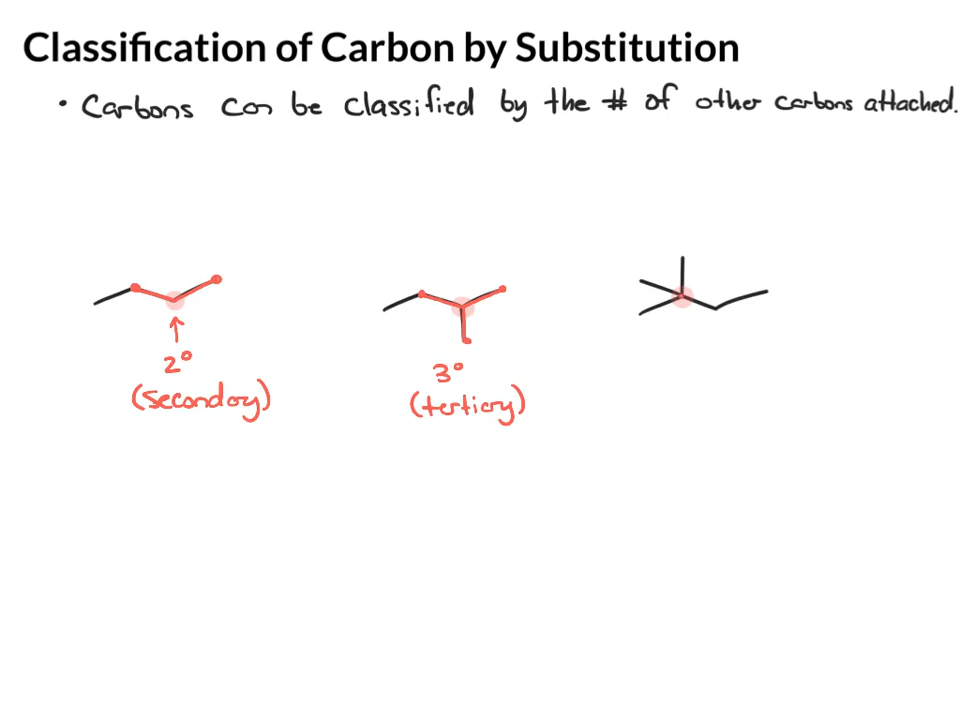 Classification of Carbon by Substitution
• Carbons can be classified by the # of other carbons attached.
2° 
(secondary)
3°
(tertiary)